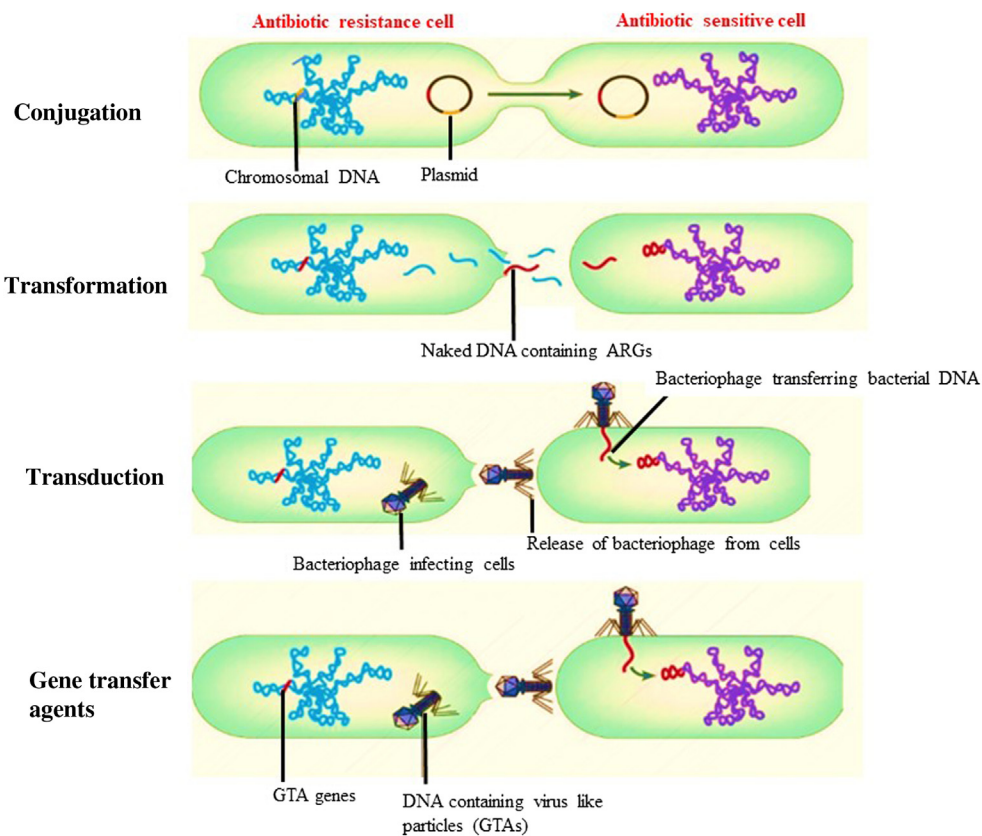 Antibiotic resistance cell
Antibiotic sensitive cell
Conjugation
Chromosomal DNA
Plasmid
Transformation
Naked DNA containing ARGs
Bacteriophage transferring bacterial DNA
Transduction
Release of bacteriophage from cells
Bacteriophage infecting cells
Gene transfer
agents
GTA genes
DNA containing virus like
particles (GTAs)